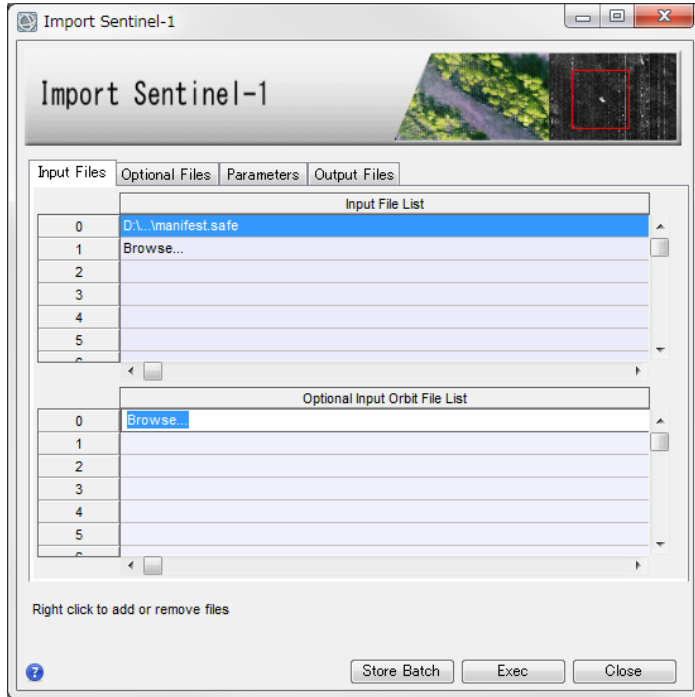 Import Sentinel-1
Import Sentinel-1
Input Files Optional Files Parameters Output Files
Input File List
0 D:\...\manifest.safe
1 Browse...
2
3
4
5
Optional Input Orbit File List
0 Browse...
1
2
3
4
5
Right click to add or remove files
? Store Batch Exec Close